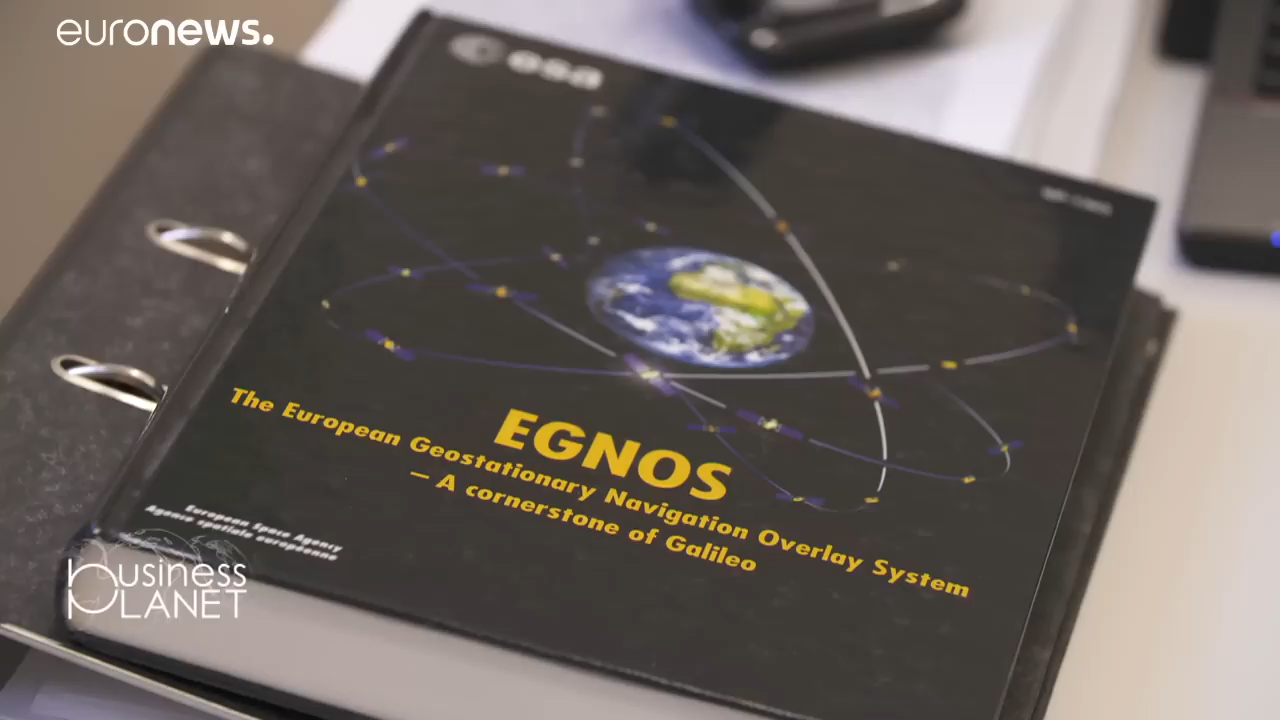 euronews.
esa
EGNOS
The European Geostationary Navigation Overlay System
– A cornerstone of Galileo
European Space Agency
Agence spatiale européenne
business
PLANET